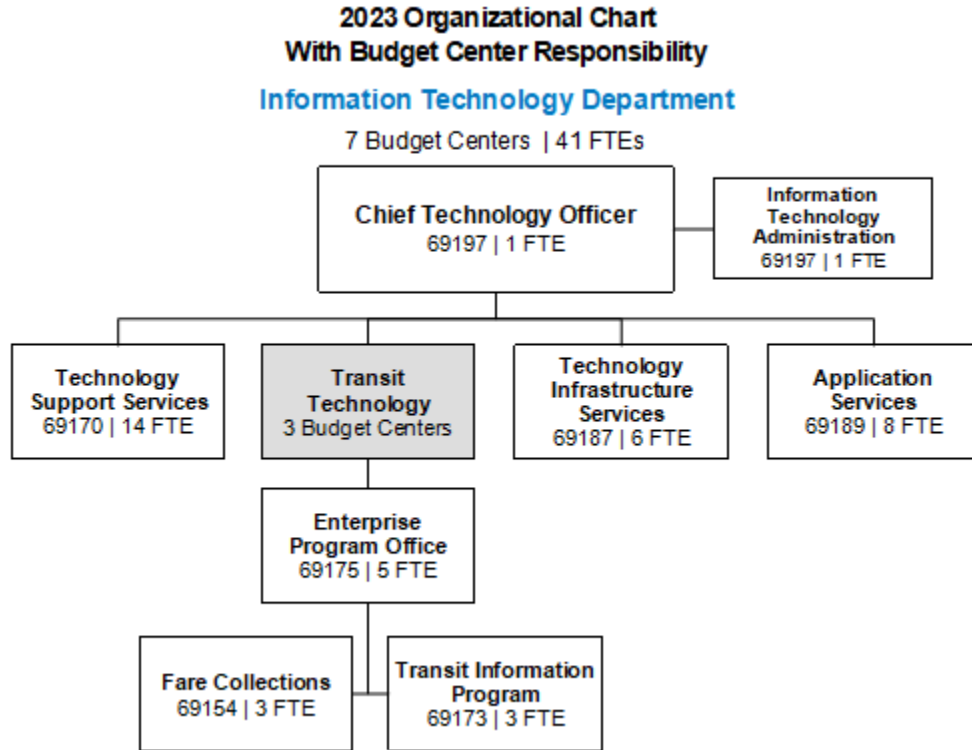 2023 Organizational Chart
With Budget Center Responsibility
Information Technology Department
7 Budget Centers | 41 FTEs
Chief Technology Officer
69197 | 1 FTE
Information
Technology
Administration
69197 | 1 FTE
Technology
Support Services
69170 | 14 FTE
Transit
Technology
3 Budget Centers
Technology
Infrastructure
Services
69187 | 6 FTE
Application
Services
69189 | 8 FTE
Enterprise
Program Office
69175 | 5 FTE
Fare Collections
69154 | 3 FTE
Transit Information
Program
69173 | 3 FTE